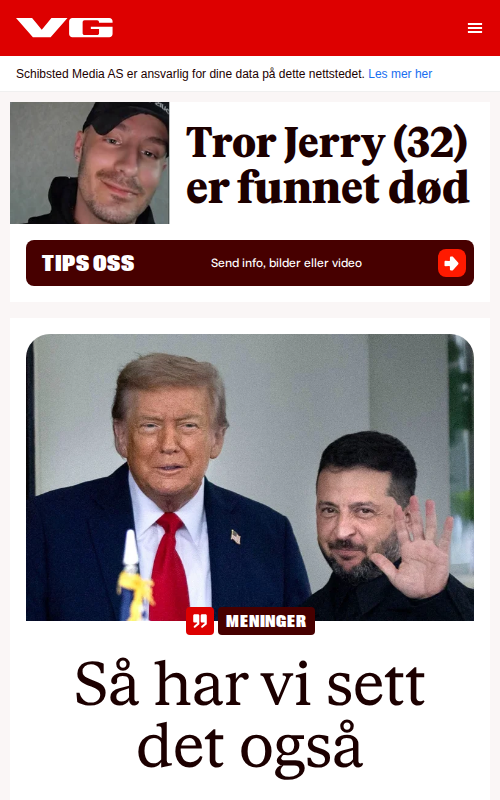 VG
Schibsted Media AS er ansvarlig for dine data på dette nettstedet. Les mer her
Tror Jerry (32)
er funnet død
TIPS OSS
Send info, bilder eller video
MENINGER
Så har vi sett
det også